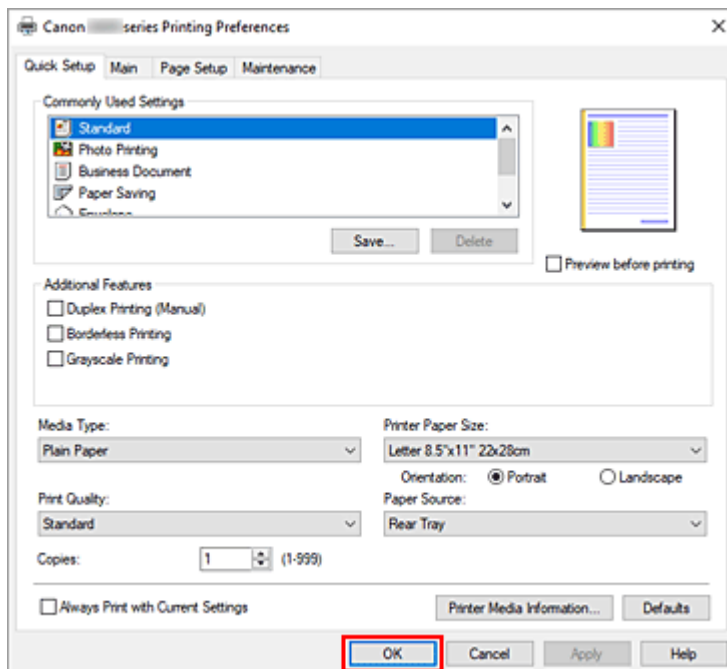 Canon series Printing Preferences
Quick Setup Main Page Setup Maintenance
Commonly Used Settings
Standard
Photo Printing
Business Document
Paper Saving
Envelope
Save... Delete
Preview before printing
Additional Features
Duplex Printing (Manual)
Borderless Printing
Grayscale Printing
Media Type: Printer Paper Size:
Plain Paper Letter 8.5"x11" 22x28cm
Orientation: Portrait Landscape
Print Quality: Paper Source:
Standard Rear Tray
Copies: 1 (1-999)
Always Print with Current Settings Printer Media Information... Defaults
OK Cancel Apply Help